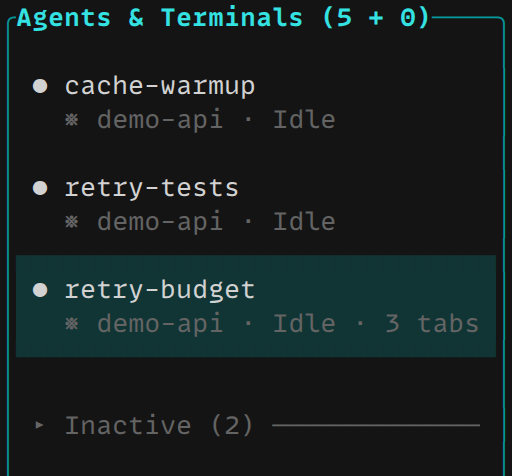 Agents & Terminals (5 + 0)
● cache-warmup
※ demo-api · Idle
● retry-tests
※ demo-api · Idle
● retry-budget
※ demo-api · Idle · 3 tabs
▸ Inactive (2)